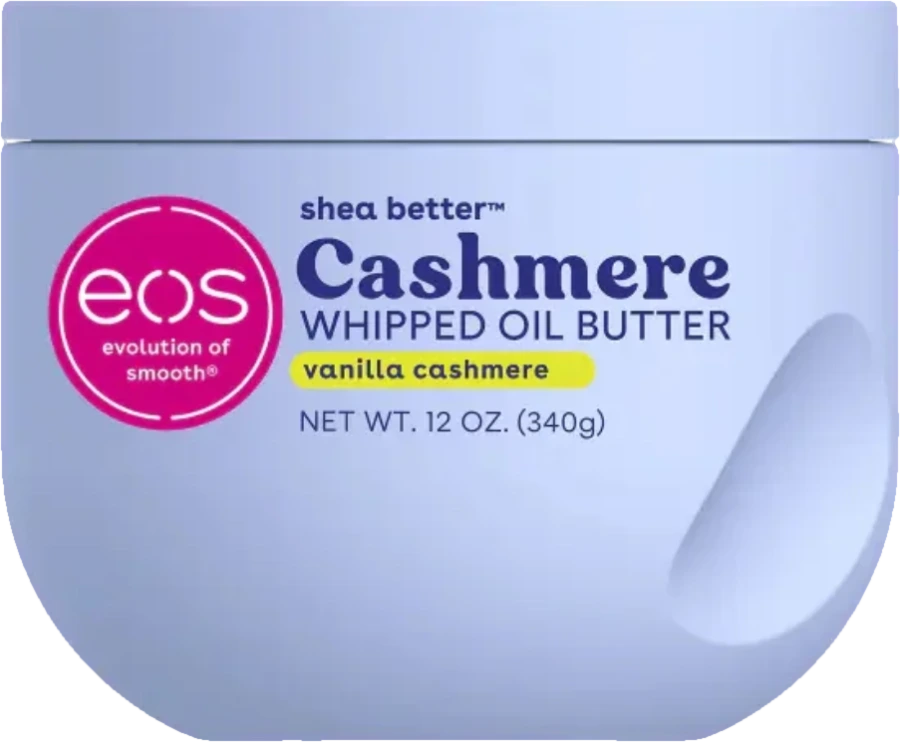 eos
evolution of
smooth®
shea better™
Cashmere
WHIPPED OIL BUTTER
vanilla cashmere
NET WT. 12 OZ. (340g)